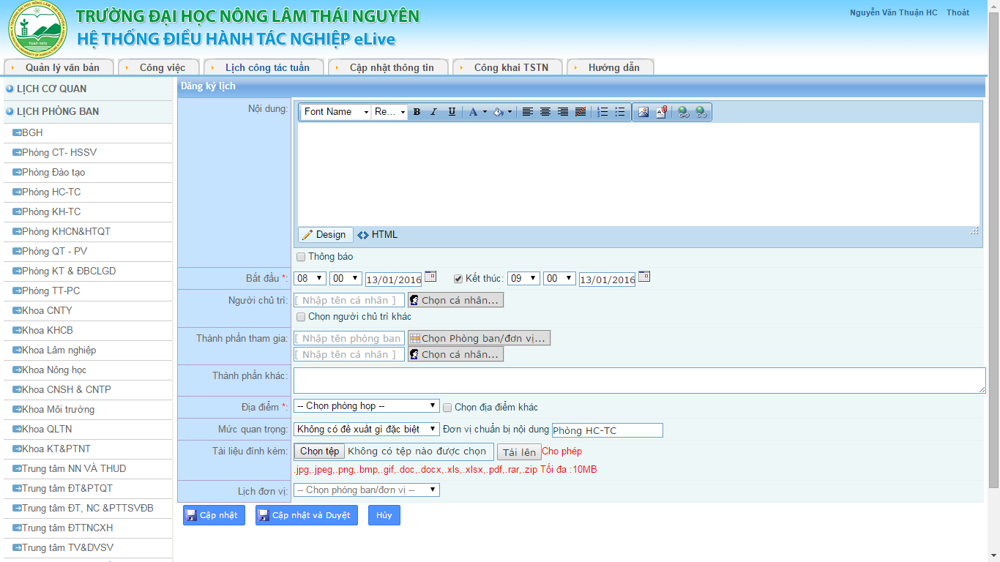 TRƯỜNG ĐẠI HỌC NÔNG LÂM THÁI NGUYÊN
HỆ THỐNG ĐIỀU HÀNH TÁC NGHIỆP eLive
Nguyễn Văn Thuận HC Thoát
Quản lý văn bản Công việc Lịch công tác tuần Cập nhật thông tin Công khai TSTN Hướng dẫn
LỊCH CƠ QUAN
LỊCH PHÒNG BAN
BGH
Phòng CT- HSSV
Phòng Đào tạo
Phòng HC-TC
Phòng KH-TC
Phòng KHCN&HTQT
Phòng QT - PV
Phòng KT & ĐBCLGD
Phòng TT-PC
Khoa CNTY
Khoa KHCB
Khoa Lâm nghiệp
Khoa Nông học
Khoa CNSH & CNTP
Khoa Môi trường
Khoa QLTN
Khoa KT&PTNT
Trung tâm NN VÀ THUD
Trung tâm ĐT&PTQT
Trung tâm ĐT, NC &PTTSVĐB
Trung tâm ĐTTNCXH
Trung tâm TV&DVSV
Đăng ký lịch
Nội dung:
Font Name Re... B I U A
Design HTML
Thông báo
Bắt đầu *: 08 00 13/01/2016 Kết thúc: 09 00 13/01/2016
Người chủ trì: [ Nhập tên cá nhân ] Chọn cá nhân...
Chọn người chủ trì khác
Thành phần tham gia: [ Nhập tên phòng ban Chọn Phòng ban/đơn vị...
[ Nhập tên cá nhân ] Chọn cá nhân...
Thành phần khác:
Địa điểm *: -- Chọn phòng họp -- Chọn địa điểm khác
Mức quan trọng: Không có đề xuất gì đặc biệt Đơn vị chuẩn bị nội dung Phòng HC-TC
Tài liệu đính kèm: Chọn tệp Không có tệp nào được chọn Tải lên Cho phép
.jpg,.jpeg,.png,.bmp,.gif,.doc,.docx,.xls,.xlsx,.pdf,.rar,.zip Tối đa :10MB
Lịch đơn vị: -- Chọn phòng ban/đơn vị --
Cập nhật Cập nhật và Duyệt Hủy